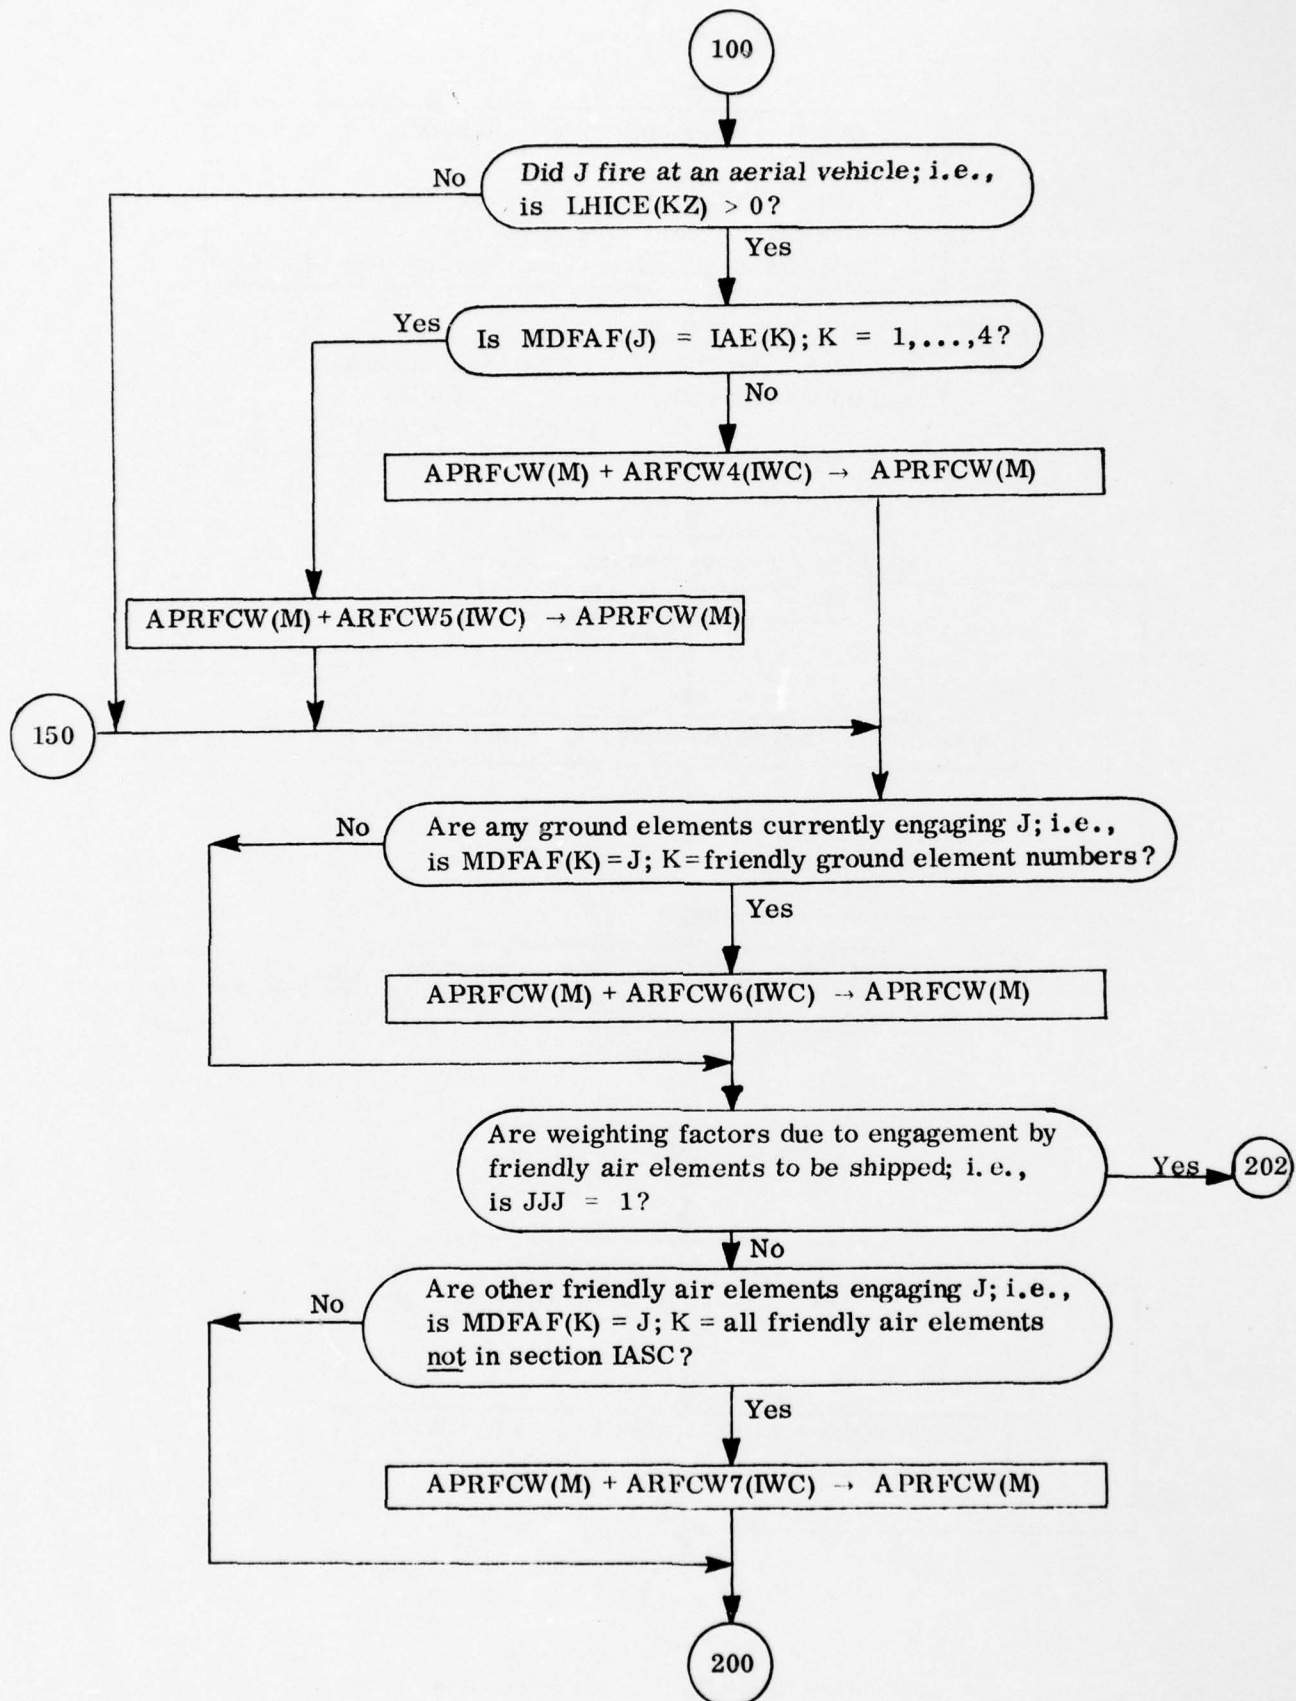 100
Did J fire at an aerial vehicle; i.e.,
is LHICE(KZ) > 0?
No
Yes
Is MDFAF(J) = IAE(K); K = 1,...,4?
Yes
No
APRFCW(M) + ARFCW4(IWC) → APRFCW(M)
APRFCW(M) + ARFCW5(IWC) → APRFCW(M)
150
Are any ground elements currently engaging J; i.e.,
is MDFAF(K) = J; K = friendly ground element numbers?
No
Yes
APRFCW(M) + ARFCW6(IWC) → APRFCW(M)
Are weighting factors due to engagement by
friendly air elements to be shipped; i.e.,
is JJJ = 1?
Yes
202
No
Are other friendly air elements engaging J; i.e.,
is MDFAF(K) = J; K = all friendly air elements
not in section IASC?
No
Yes
APRFCW(M) + ARFCW7(IWC) → APRFCW(M)
200